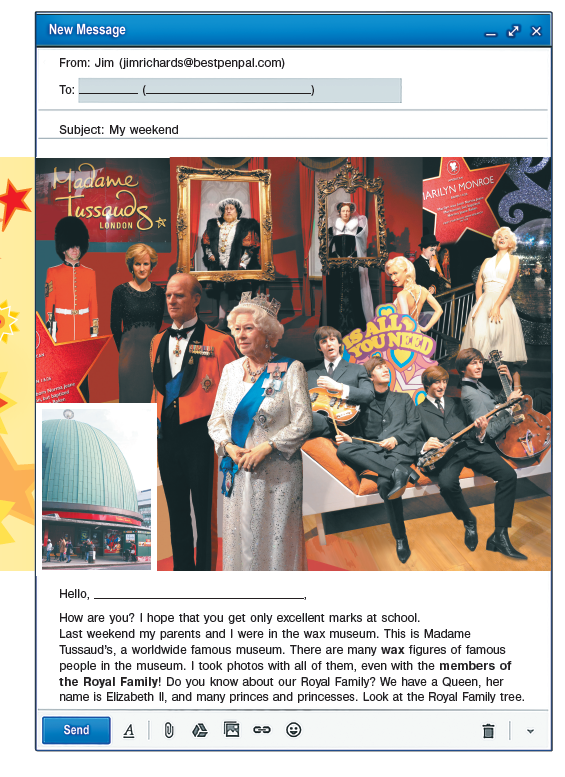 New Message
From: Jim (jimrichards@bestpenpal.com)
To: ________ (________________________)
Subject: My weekend
Madame
Tussauds
LONDON
MARILYN MONROE
IS ALL
YOU NEED
Hello, ______________________________,
How are you? I hope that you get only excellent marks at school.
Last weekend my parents and I were in the wax museum. This is Madame
Tussaud's, a worldwide famous museum. There are many wax figures of famous
people in the museum. I took photos with all of them, even with the members of
the Royal Family! Do you know about our Royal Family? We have a Queen, her
name is Elizabeth II, and many princes and princesses. Look at the Royal Family tree.
Send
A